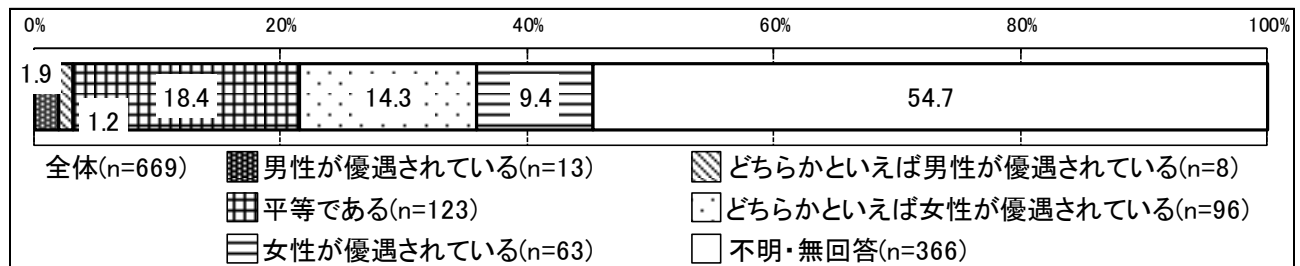 0% 20% 40% 60% 80% 100%
1.9 1.2 18.4 14.3 9.4 54.7
全体(n=669) 男性が優遇されている(n=13) どちらかといえば男性が優遇されている(n=8)
平等である(n=123) どちらかといえば女性が優遇されている(n=96)
女性が優遇されている(n=63) 不明・無回答(n=366)